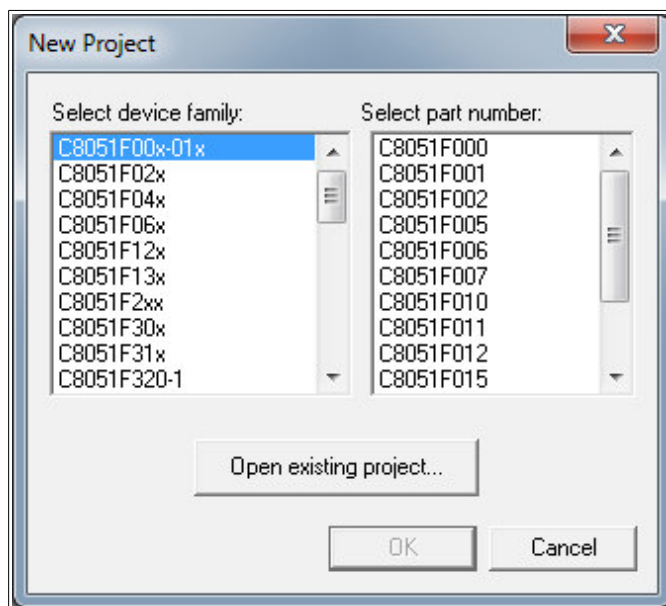 New Project
Select device family:
C8051F00x-01x
C8051F02x
C8051F04x
C8051F06x
C8051F12x
C8051F13x
C8051F2xx
C8051F30x
C8051F31x
C8051F320-1
Select part number:
C8051F000
C8051F001
C8051F002
C8051F005
C8051F006
C8051F007
C8051F010
C8051F011
C8051F012
C8051F015
Open existing project...
OK
Cancel